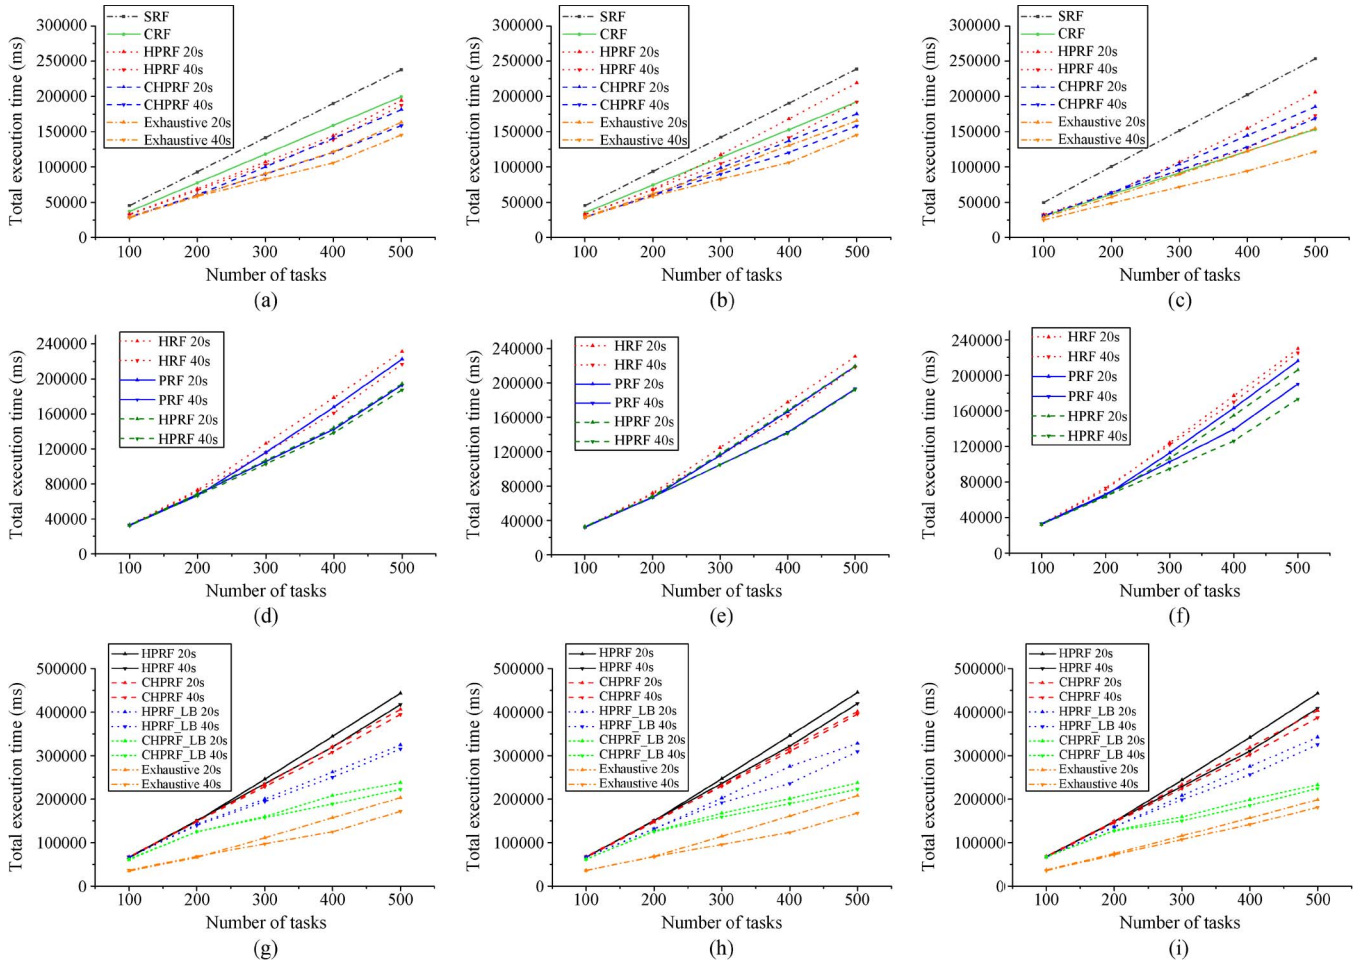 300000
250000
200000
150000
100000
50000
0
Total execution time (ms)
SRF
CRF
HPRF 20s
HPRF 40s
CHPRF 20s
CHPRF 40s
Exhaustive 20s
Exhaustive 40s
100 200 300 400 500
Number of tasks
(a)
300000
250000
200000
150000
100000
50000
0
Total execution time (ms)
SRF
CRF
HPRF 20s
HPRF 40s
CHPRF 20s
CHPRF 40s
Exhaustive 20s
Exhaustive 40s
100 200 300 400 500
Number of tasks
(b)
300000
250000
200000
150000
100000
50000
0
Total execution time (ms)
SRF
CRF
HPRF 20s
HPRF 40s
CHPRF 20s
CHPRF 40s
Exhaustive 20s
Exhaustive 40s
100 200 300 400 500
Number of tasks
(c)
240000
200000
160000
120000
80000
40000
0
Total execution time (ms)
HRF 20s
HRF 40s
PRF 20s
PRF 40s
HPRF 20s
HPRF 40s
100 200 300 400 500
Number of tasks
(d)
240000
200000
160000
120000
80000
40000
0
Total execution time (ms)
HRF 20s
HRF 40s
PRF 20s
PRF 40s
HPRF 20s
HPRF 40s
100 200 300 400 500
Number of tasks
(e)
240000
200000
160000
120000
80000
40000
0
Total execution time (ms)
HRF 20s
HRF 40s
PRF 20s
PRF 40s
HPRF 20s
HPRF 40s
100 200 300 400 500
Number of tasks
(f)
500000
400000
300000
200000
100000
0
Total execution time (ms)
HPRF 20s
HPRF 40s
CHPRF 20s
CHPRF 40s
HPRF_LB 20s
HPRF_LB 40s
CHPRF_LB 20s
CHPRF_LB 40s
Exhaustive 20s
Exhaustive 40s
100 200 300 400 500
Number of tasks
(g)
500000
400000
300000
200000
100000
0
Total execution time (ms)
HPRF 20s
HPRF 40s
CHPRF 20s
CHPRF 40s
HPRF_LB 20s
HPRF_LB 40s
CHPRF_LB 20s
CHPRF_LB 40s
Exhaustive 20s
Exhaustive 40s
100 200 300 400 500
Number of tasks
(h)
500000
400000
300000
200000
100000
0
Total execution time (ms)
HPRF 20s
HPRF 40s
CHPRF 20s
CHPRF 40s
HPRF_LB 20s
HPRF_LB 40s
CHPRF_LB 20s
CHPRF_LB 40s
Exhaustive 20s
Exhaustive 40s
100 200 300 400 500
Number of tasks
(i)